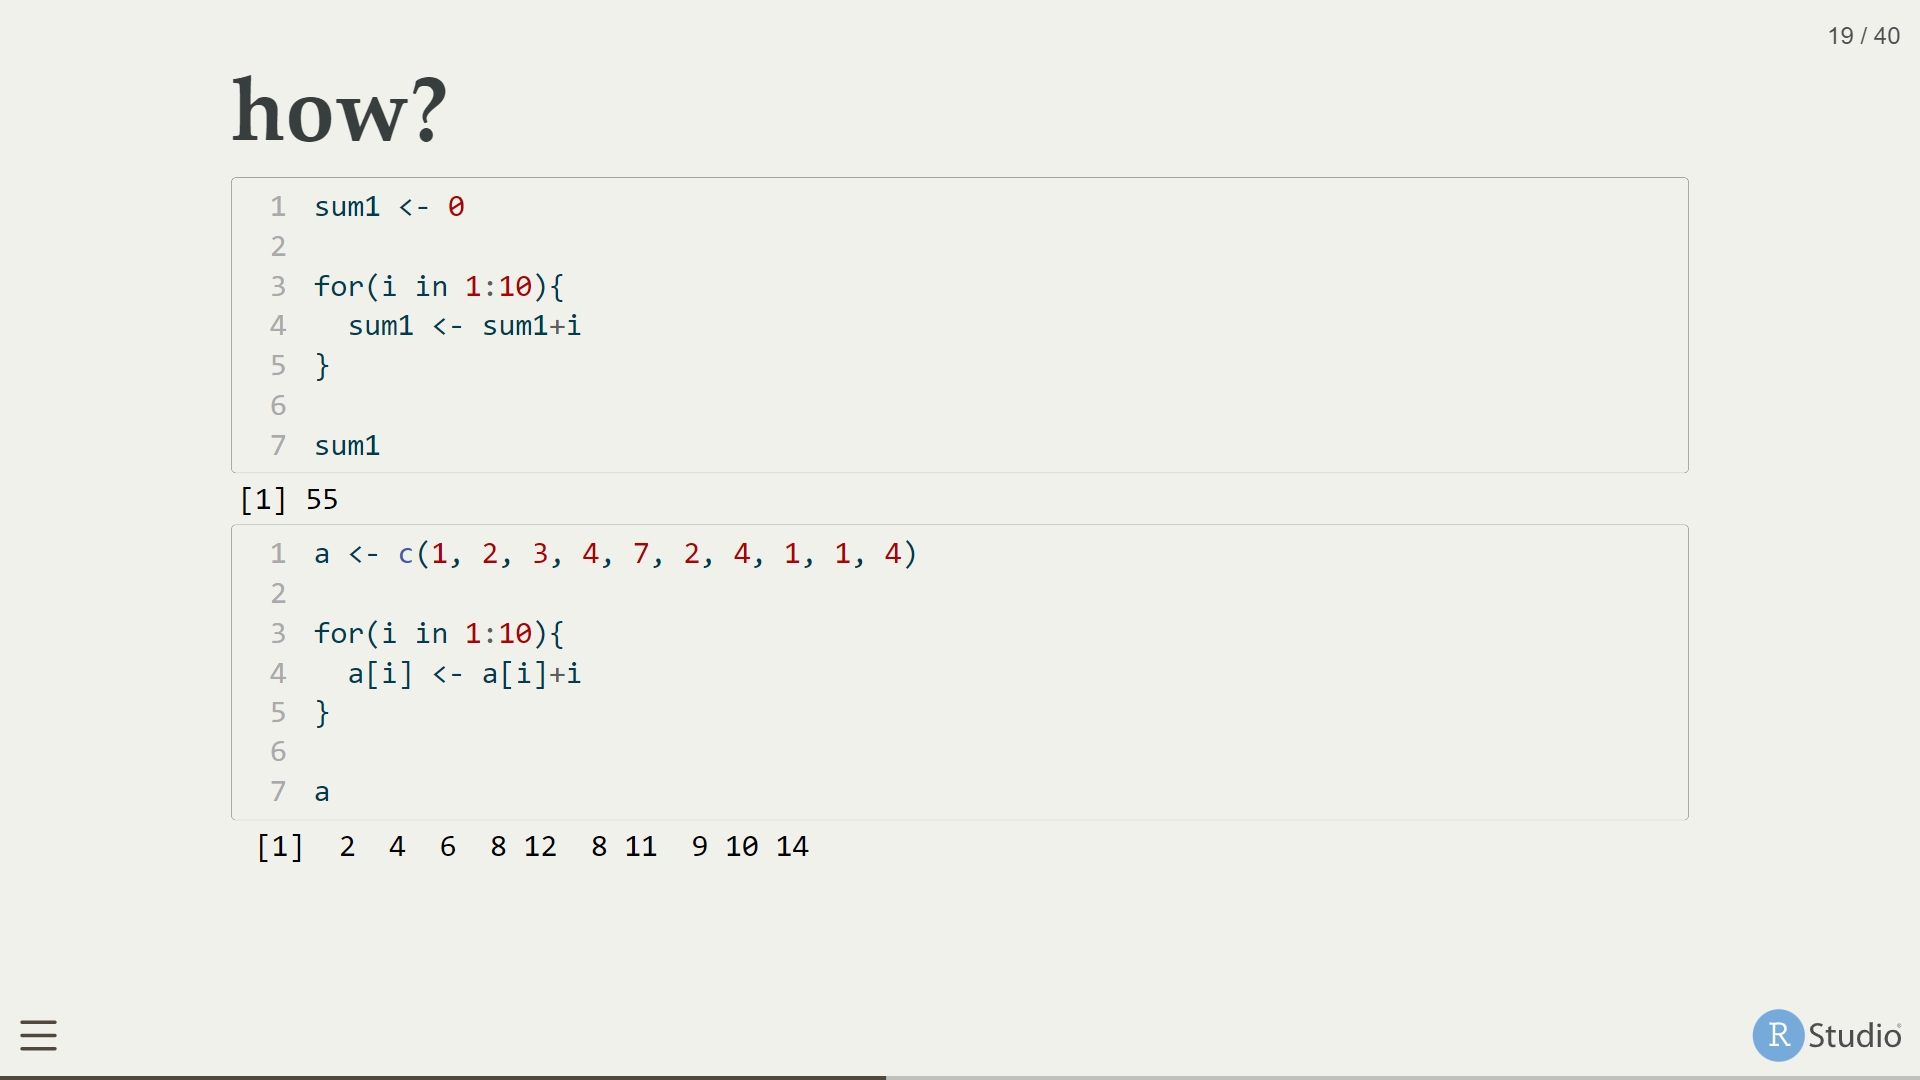 19 / 40
how?
1 sum1 <- 0
2
3 for(i in 1:10){
4   sum1 <- sum1+i
5 }
6
7 sum1
[1] 55
1 a <- c(1, 2, 3, 4, 7, 2, 4, 1, 1, 4)
2
3 for(i in 1:10){
4   a[i] <- a[i]+i
5 }
6
7 a
[1]  2  4  6  8 12  8 11  9 10 14
R Studio